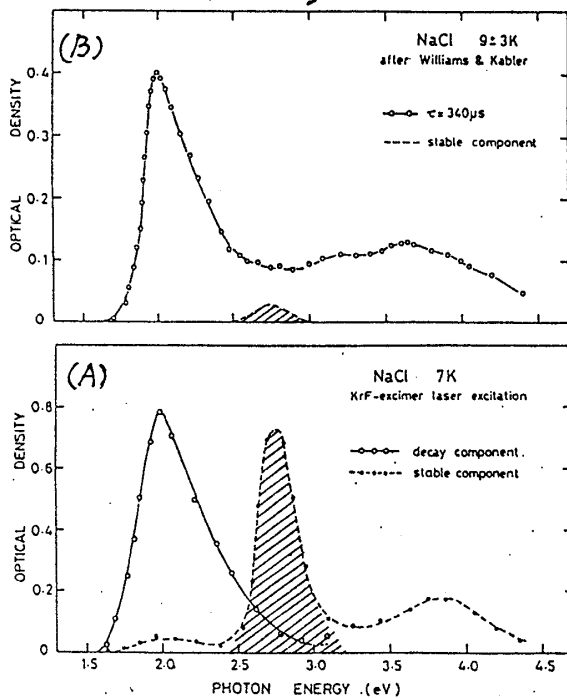 (B)
NaCl 9±3K
after Williams & Kabler
τ = 340μs
stable component
OPTICAL DENSITY
0.4
0.3
0.2
0.1
0
(A)
NaCl 7K
KrF-excimer laser excitation
decay component.
stable component
OPTICAL DENSITY
0.8
0.6
0.4
0.2
0
1.5 2.0 2.5 3.0 3.5 4.0 4.5
PHOTON ENERGY (eV)